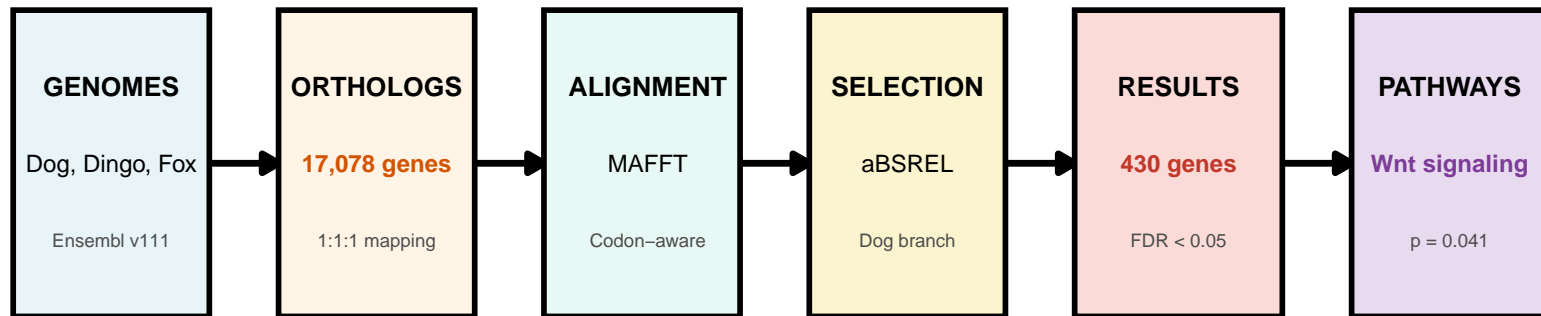 GENOMES
Dog, Dingo, Fox
Ensembl v111
ORTHOLOGS
17,078 genes
1:1:1 mapping
ALIGNMENT
MAFFT
Codon−aware
SELECTION
aBSREL
Dog branch
RESULTS
430 genes
FDR < 0.05
PATHWAYS
Wnt signaling
p = 0.041